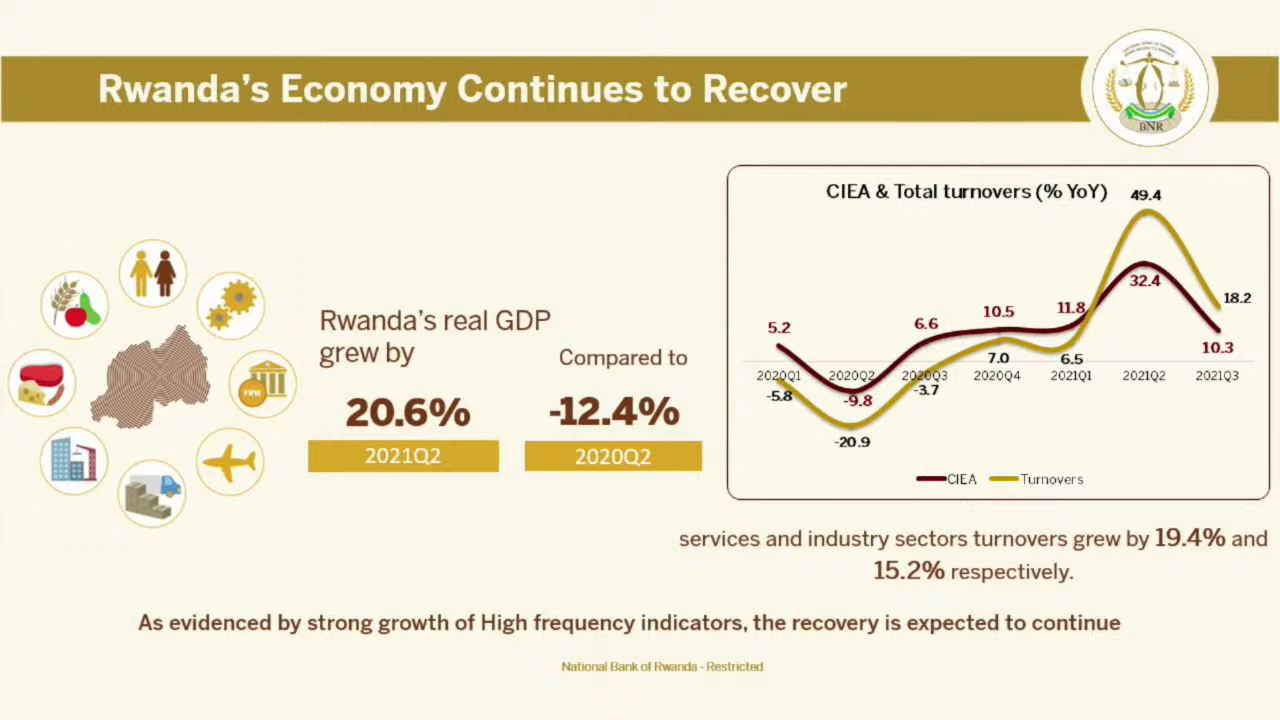 Rwanda's Economy Continues to Recover
BNR
FRW
Rwanda's real GDP
grew by
Compared to
20.6%
-12.4%
2021Q2
2020Q2
CIEA & Total turnovers (% YoY)
49.4
32.4
18.2
5.2
6.6
10.5
11.8
10.3
7.0
6.5
2020Q1
2020Q2
2020Q3
2020Q4
2021Q1
2021Q2
2021Q3
-5.8
-9.8
-3.7
-20.9
CIEA
Turnovers
services and industry sectors turnovers grew by 19.4% and
15.2% respectively.
As evidenced by strong growth of High frequency indicators, the recovery is expected to continue
National Bank of Rwanda - Restricted